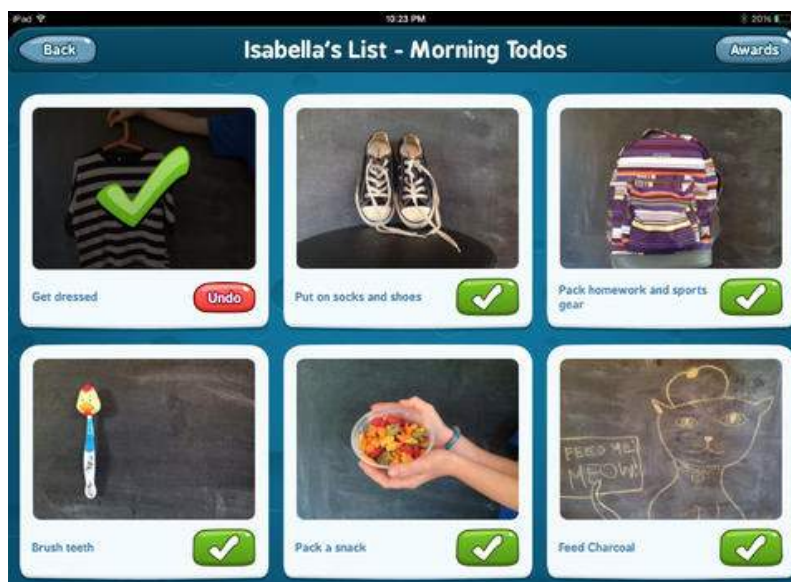 iPad 10:23 PM 20%
Back Isabella's List - Morning Todos Awards
Get dressed Undo
Put on socks and shoes
Pack homework and sports
gear
Brush teeth
Pack a snack
FEED ME!
MEOW!
Feed Charcoal